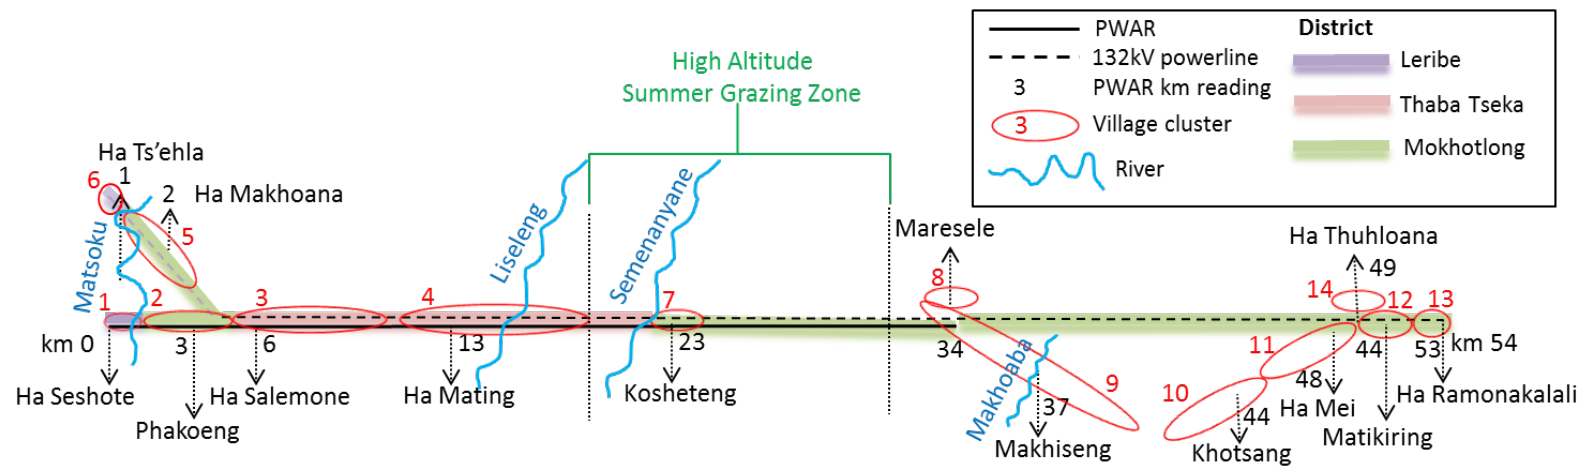 PWAR
132kV powerline
3 PWAR km reading
3 Village cluster
River
District
Leribe
Thaba Tseka
Mokhotlong
High Altitude
Summer Grazing Zone
Ha Ts'ehla
6
1
2 Ha Makhoana
5
Matsoku
Liseleng
Semenanyane
Maresele
8
Ha Thuhloana
49
14
12
13
1
2
3
4
7
km 0
3
6
13
23
34
11
44
53
km 54
Ha Seshote
Phakoeng
Ha Salemone
Ha Mating
Kosheteng
Makhoaba
9
37
Makhiseng
10
44
Khotsang
48
Ha Mei
Matikiring
Ha Ramonakalali